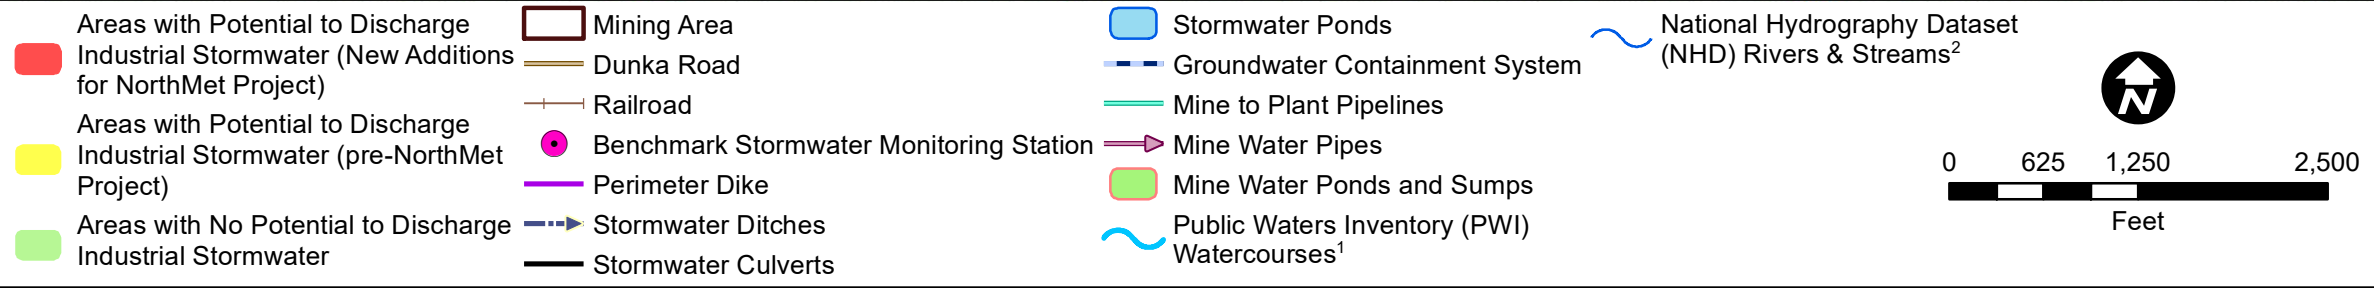 Areas with Potential to Discharge
Industrial Stormwater (New Additions
for NorthMet Project)
Areas with Potential to Discharge
Industrial Stormwater (pre-NorthMet
Project)
Areas with No Potential to Discharge
Industrial Stormwater
Mining Area
Dunka Road
Railroad
Benchmark Stormwater Monitoring Station
Perimeter Dike
Stormwater Ditches
Stormwater Culverts
Stormwater Ponds
Groundwater Containment System
Mine to Plant Pipelines
Mine Water Pipes
Mine Water Ponds and Sumps
Public Waters Inventory (PWI)
Watercourses¹
National Hydrography Dataset
(NHD) Rivers & Streams²
N
0 625 1,250 2,500
Feet